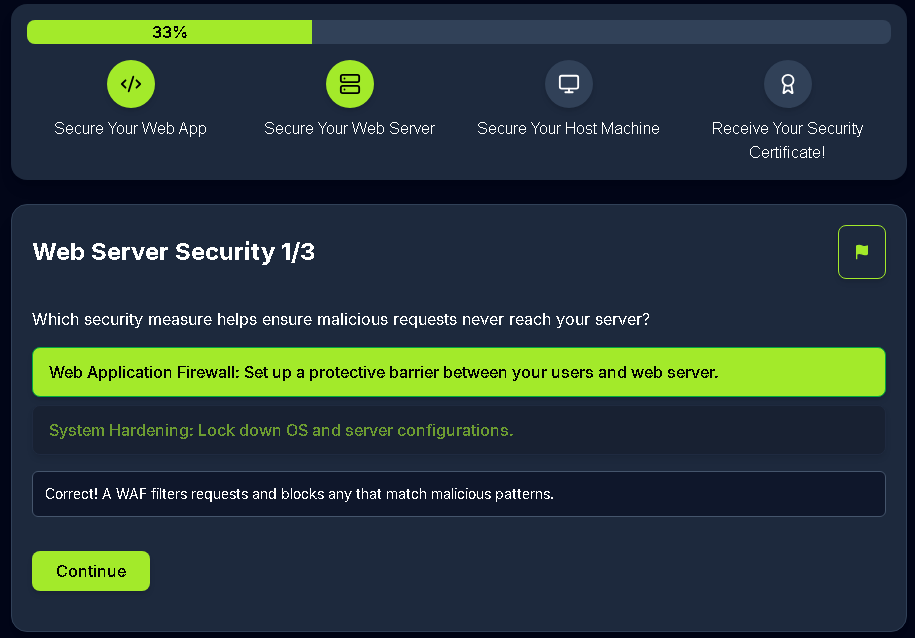 33%
Secure Your Web App
Secure Your Web Server
Secure Your Host Machine
Receive Your Security
Certificate!
Web Server Security 1/3
Which security measure helps ensure malicious requests never reach your server?
Web Application Firewall: Set up a protective barrier between your users and web server.
System Hardening: Lock down OS and server configurations.
Correct! A WAF filters requests and blocks any that match malicious patterns.
Continue